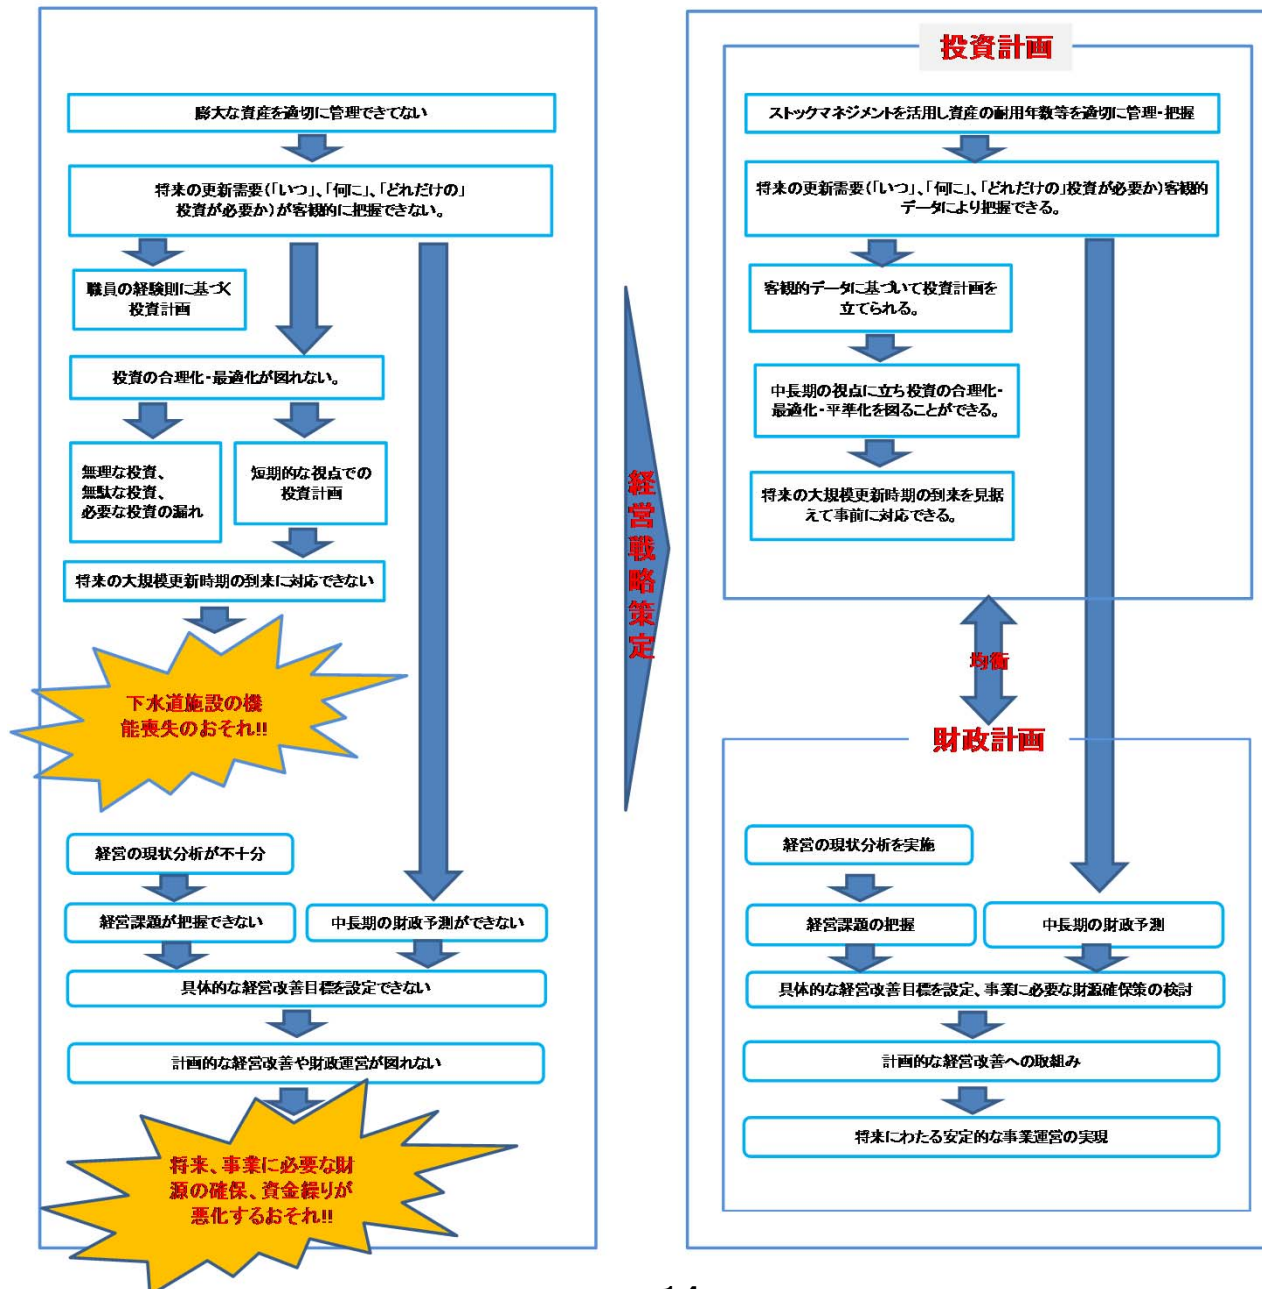 膨大な資産を適切に管理できてない
将来の更新需要(「いつ」、「何に」、「どれだけの」
投資が必要か)が客観的に把握できない。
職員の経験則に基づく
投資計画
投資の合理化・最適化が図れない。
無理な投資、
無駄な投資、
必要な投資の漏れ
短期的な視点での
投資計画
将来の大規模更新時期の到来に対応できない
下水道施設の機
能喪失のおそれ!!
経営の現状分析が不十分
経営課題が把握できない
中長期の財政予測ができない
具体的な経営改善目標を設定できない
計画的な経営改善や財政運営が図れない
将来、事業に必要な財
源の確保、資金繰りが
悪化するおそれ!!
経営戦略策定
投資計画
ストックマネジメントを活用し資産の耐用年数等を適切に管理・把握
将来の更新需要(「いつ」、「何に」、「どれだけの」投資が必要か)客観的
データにより把握できる。
客観的データに基づいて投資計画を
立てられる。
中長期の視点に立ち投資の合理化・
最適化・平準化を図ることができる。
将来の大規模更新時期の到来を見据
えて事前に対応できる。
均衡
財政計画
経営の現状分析を実施
経営課題の把握
中長期の財政予測
具体的な経営改善目標を設定、事業に必要な財源確保策の検討
計画的な経営改善への取組み
将来にわたる安定的な事業運営の実現